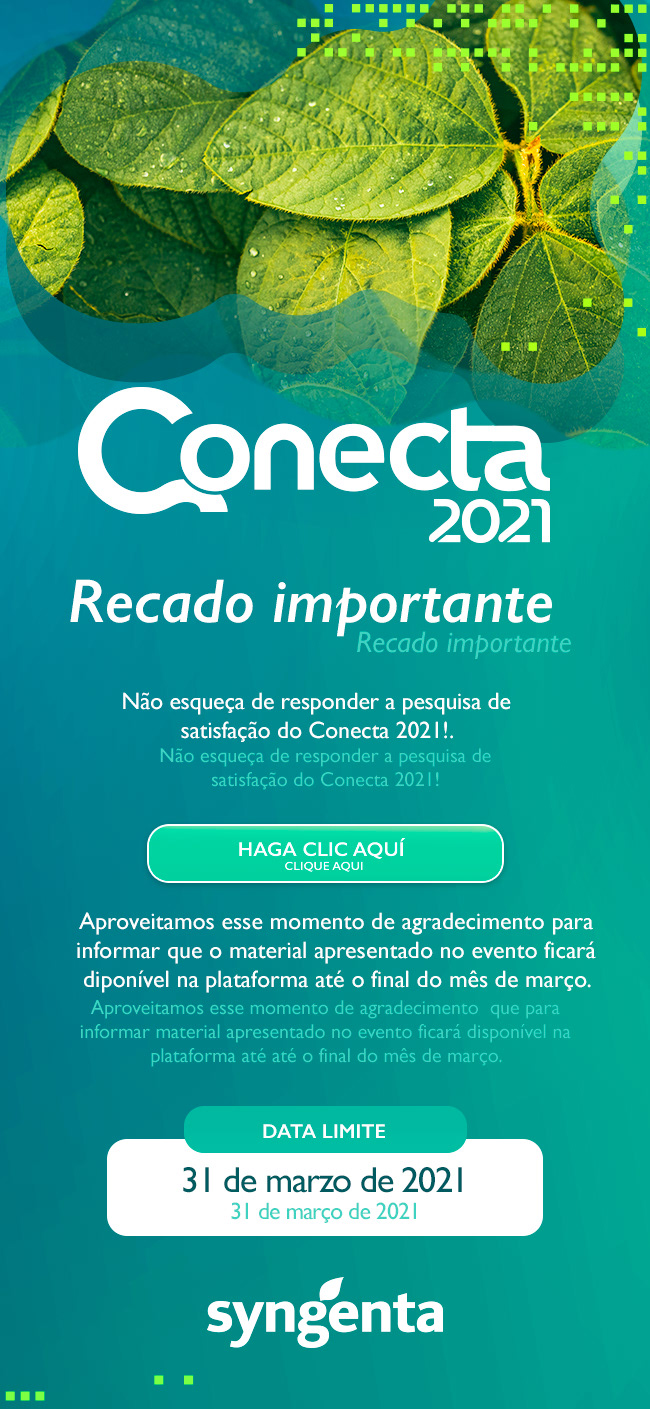 Conecta
2021
Recado importante
Recado importante
Não esqueça de responder a pesquisa de
satisfação do Conecta 2021!.
Não esqueça de responder a pesquisa de
satisfação do Conecta 2021!
HAGA CLIC AQUÍ
CLIQUE AQUI
Aproveitamos esse momento de agradecimento para
informar que o material apresentado no evento ficará
diponível na plataforma até o final do mês de março.
Aproveitamos esse momento de agradecimento que para
informar material apresentado no evento ficará disponível na
plataforma até até o final do mês de março.
DATA LIMITE
31 de marzo de 2021
31 de março de 2021
syngenta